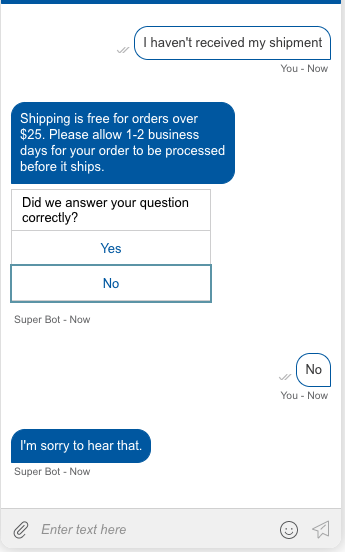 I haven't received my shipment
You - Now
Shipping is free for orders over
$25. Please allow 1-2 business
days for your order to be processed
before it ships.
Did we answer your question
correctly?
Yes
No
Super Bot - Now
No
You - Now
I'm sorry to hear that.
Super Bot - Now
Enter text here